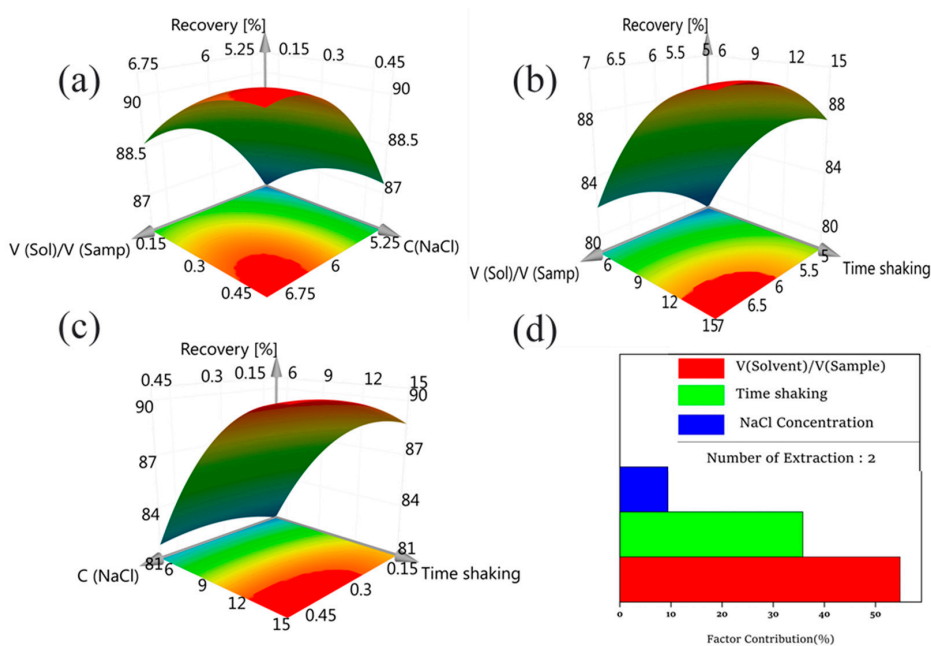 (a)
Recovery [%]
6.75 6 5.25 0.15 0.3 0.45
90 90
88.5 88.5
87 87
V (Sol)/V (Samp) C(NaCl)
0.15 5.25
0.3 6
0.45 6.75
(b)
Recovery [%]
7 6.5 6 5.5 5 6 9 12 15
88 88
84 84
80 80
V (Sol)/V (Samp) Time shaking
6 5
9 5.5
12 6
6.5
15 7
(c)
Recovery [%]
0.45 0.3 0.15 6 9 12 15
90 90
87 87
84 84
81 81
C (NaCl) Time shaking
6 0.15
9 0.3
12 0.45
15
(d)
V(Solvent)/V(Sample)
Time shaking
NaCl Concentration
Number of Extraction : 2
0 10 20 30 40 50
Factor Contribution(%)